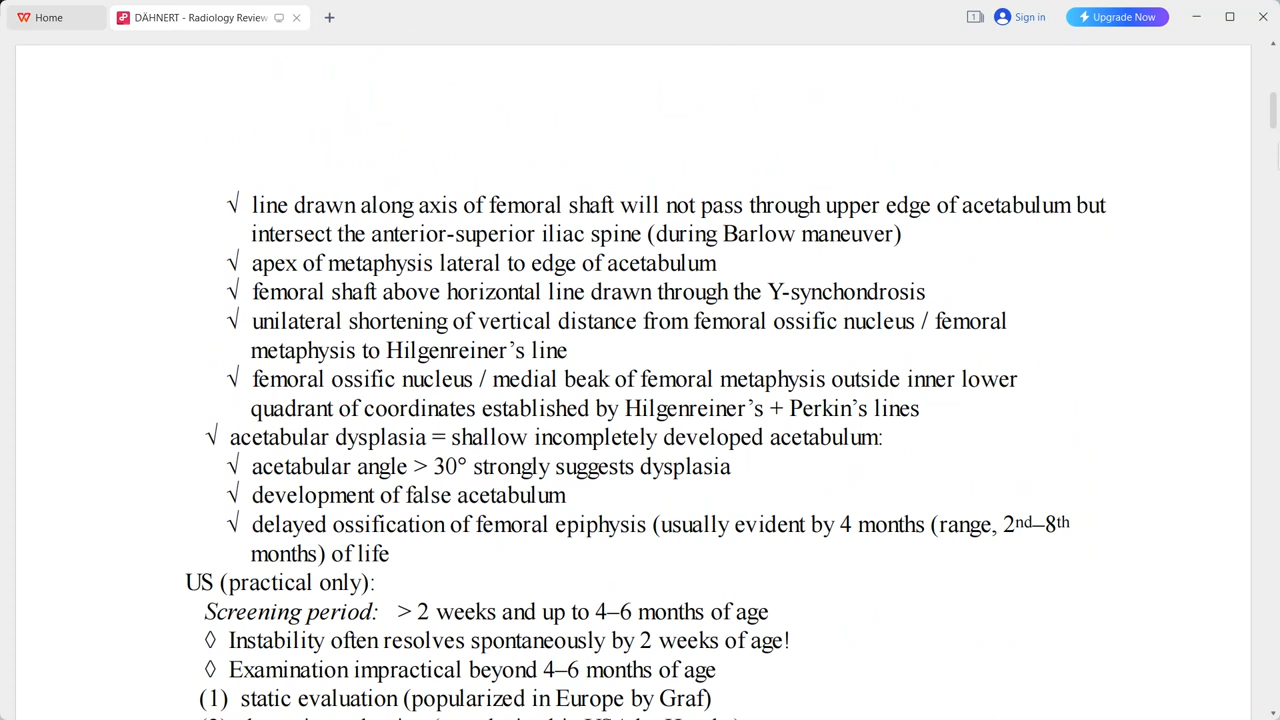 Home
DÄHNERT - Radiology Review
1
Sign in
Upgrade Now
√ line drawn along axis of femoral shaft will not pass through upper edge of acetabulum but
intersect the anterior-superior iliac spine (during Barlow maneuver)
√ apex of metaphysis lateral to edge of acetabulum
√ femoral shaft above horizontal line drawn through the Y-synchondrosis
√ unilateral shortening of vertical distance from femoral ossific nucleus / femoral
metaphysis to Hilgenreiner’s line
√ femoral ossific nucleus / medial beak of femoral metaphysis outside inner lower
quadrant of coordinates established by Hilgenreiner’s + Perkin’s lines
√ acetabular dysplasia = shallow incompletely developed acetabulum:
√ acetabular angle > 30° strongly suggests dysplasia
√ development of false acetabulum
√ delayed ossification of femoral epiphysis (usually evident by 4 months (range, 2nd–8th
months) of life
US (practical only):
Screening period: > 2 weeks and up to 4–6 months of age
◊ Instability often resolves spontaneously by 2 weeks of age!
◊ Examination impractical beyond 4–6 months of age
(1) static evaluation (popularized in Europe by Graf)